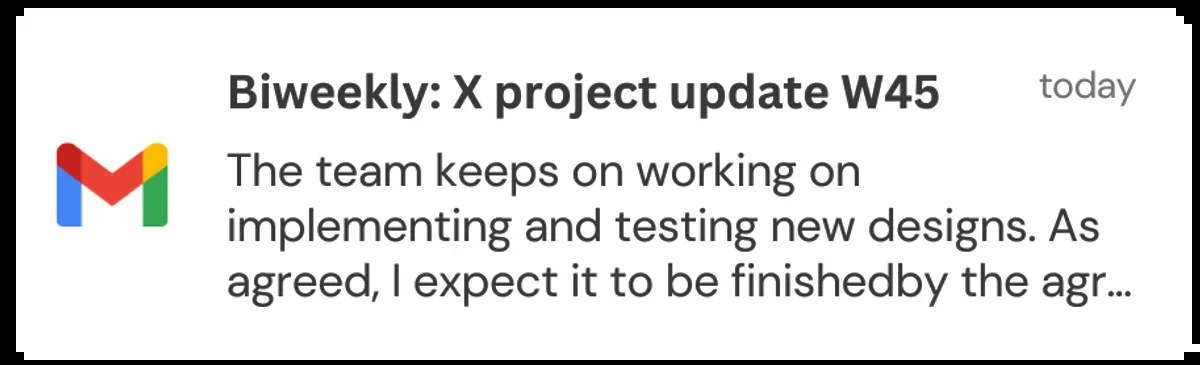 Biweekly: X project update W45
today
The team keeps on working on
implementing and testing new designs. As
agreed, I expect it to be finishedby the agr...